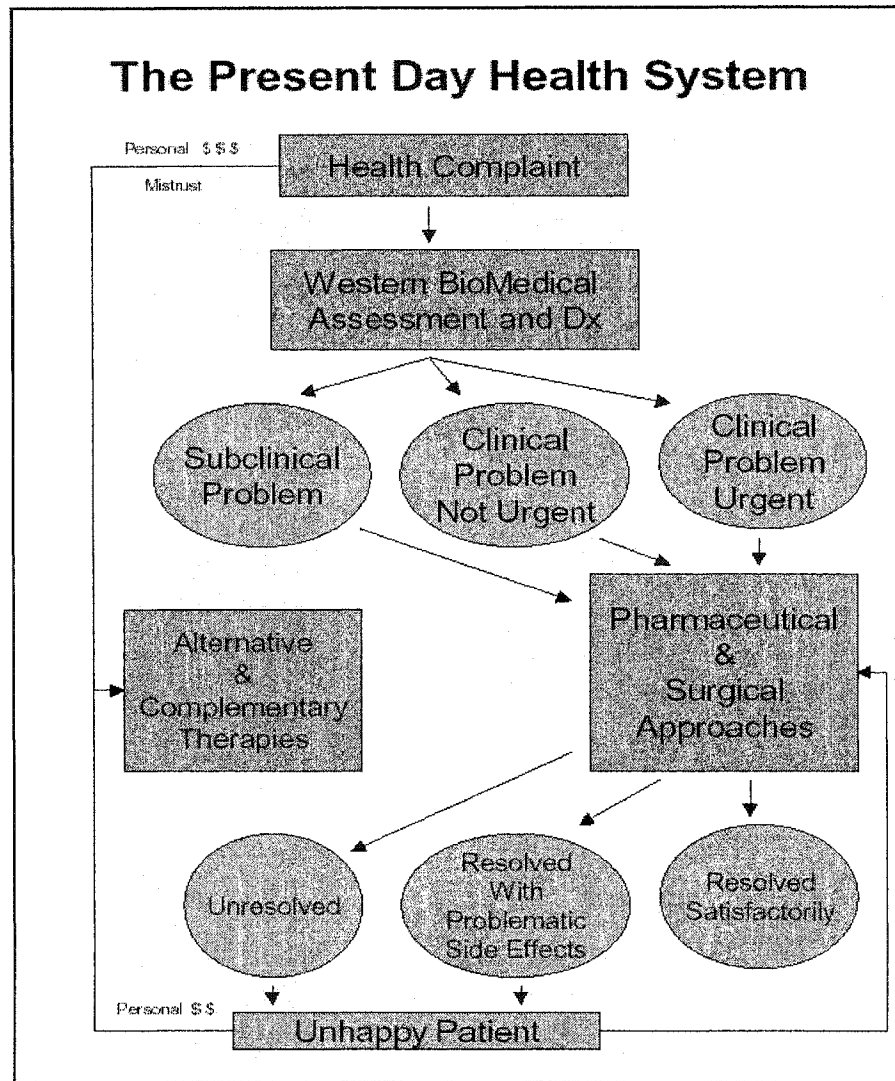 The Present Day Health System
Personal $ $ $
Mistrust
Health Complaint
Western BioMedical
Assessment and Dx
Subclinical
Problem
Clinical
Problem
Not Urgent
Clinical
Problem
Urgent
Alternative
&
Complementary
Therapies
Pharmaceutical
&
Surgical
Approaches
Unresolved
Resolved
With
Problematic
Side Effects
Resolved
Satisfactorily
Personal $ $
Unhappy Patient